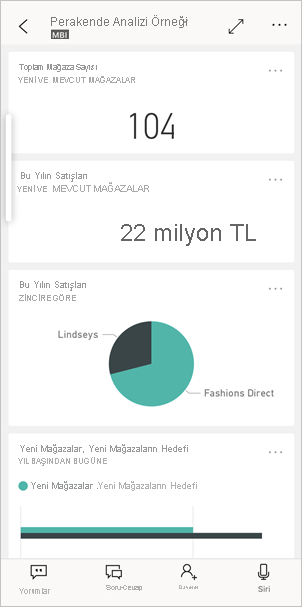 Perakende Analizi Örneği
MBI
Toplam Mağaza Sayısı
YENİ VE MEVCUT MAĞAZALAR
104
Bu Yılın Satışları
YENİ VE MEVCUT MAĞAZALAR
22 milyon TL
Bu Yılın Satışları
ZİNCİRE GÖRE
Lindseys
Fashions Direct
Yeni Mağazalar, Yeni Mağazaların Hedefi
YIL BAŞINDAN BUGÜNE
Yeni Mağazalar .Yeni Mağazaların Hedefi
Yorumlar
Soru-Cevap
Siri